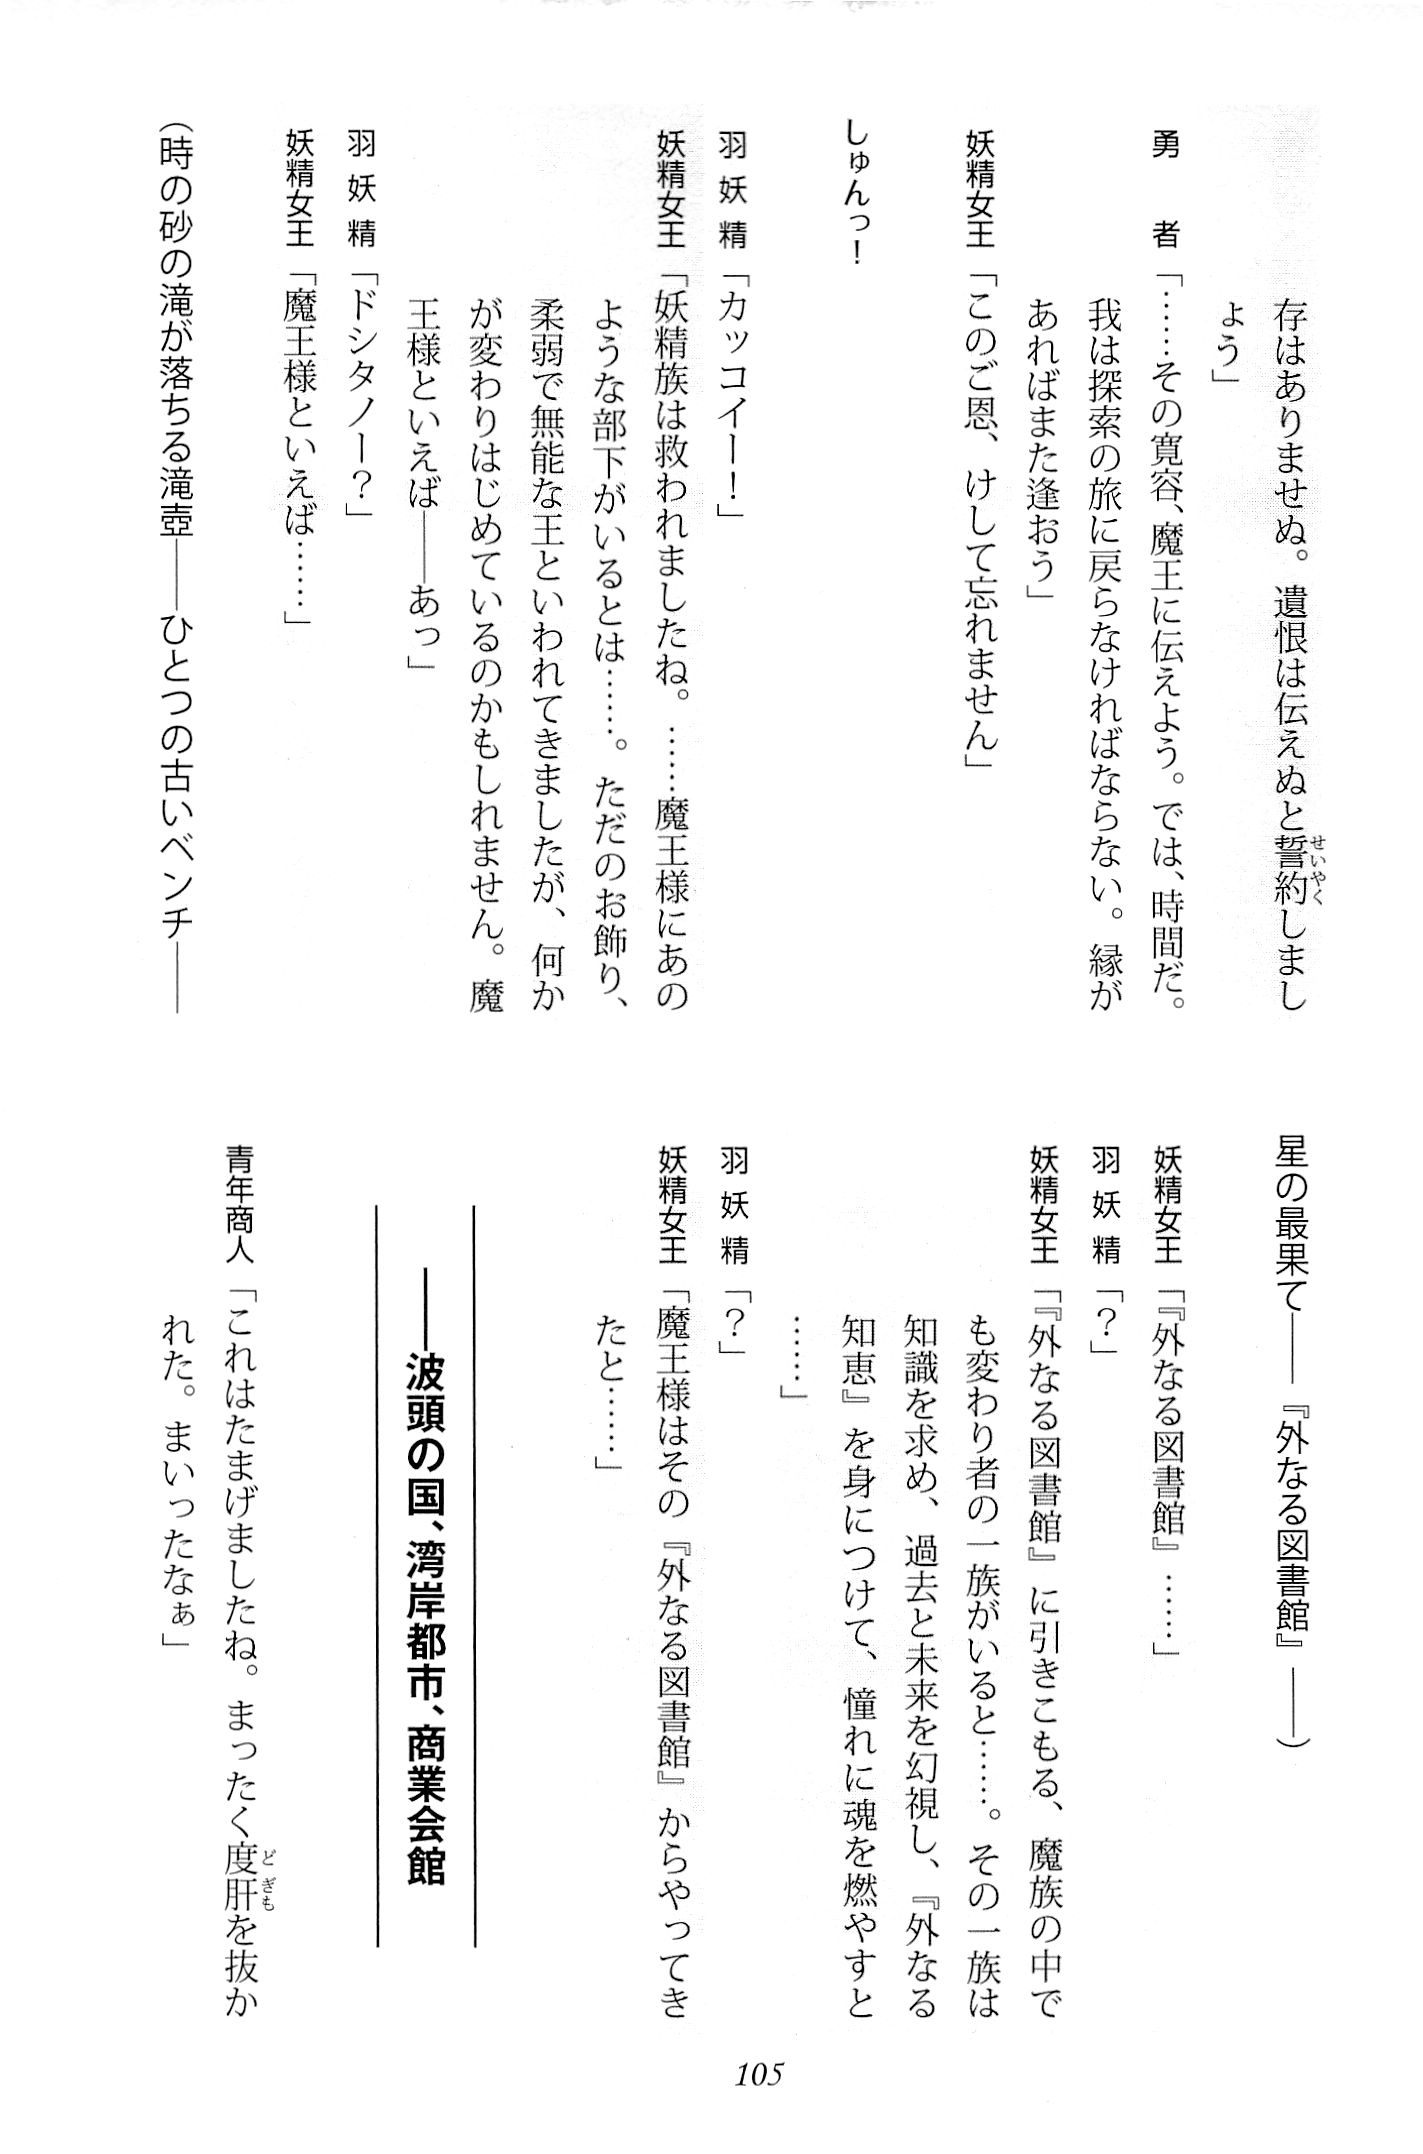 存はありませぬ。遺恨は伝えぬと誓約しまし
ょう」
勇者「……その寛容、魔王に伝えよう。では、時間だ。
我は探索の旅に戻らなければならない。縁が
あればまた逢おう」
妖精女王「このご恩、けして忘れません」
しゅんっ！
羽妖精「カッコイー！」
妖精女王「妖精族は救われましたね。……魔王様にあの
ような部下がいるとは……。ただのお飾り、
柔弱で無能な王といわれてきましたが、何か
が変わりはじめているのかもしれません。魔
王様といえば――あっ」
羽妖精「ドシタノー？」
妖精女王「魔王様といえば……」
（時の砂の滝が落ちる滝壺――ひとつの古いベンチ――
星の最果て――『外なる図書館』――）
妖精女王「『外なる図書館』……」
羽妖精「？」
妖精女王「『外なる図書館』に引きこもる、魔族の中で
も変わり者の一族がいると……。その一族は
知識を求め、過去と未来を幻視し、『外なる
知恵』を身につけて、憧れに魂を燃やすと
……」
羽妖精「？」
妖精女王「魔王様はその『外なる図書館』からやってき
たと……」
――波頭の国、湾岸都市、商業会館
青年商人「これはたまげましたね。まったく度肝を抜か
れた。まいったなぁ」
105